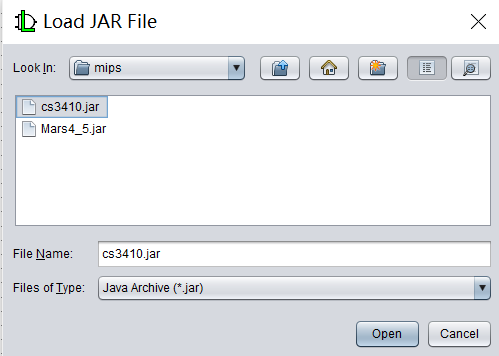 Load JAR File
Look In: mips
cs3410.jar
Mars4_5.jar
File Name: cs3410.jar
Files of Type: Java Archive (*.jar)
Open Cancel